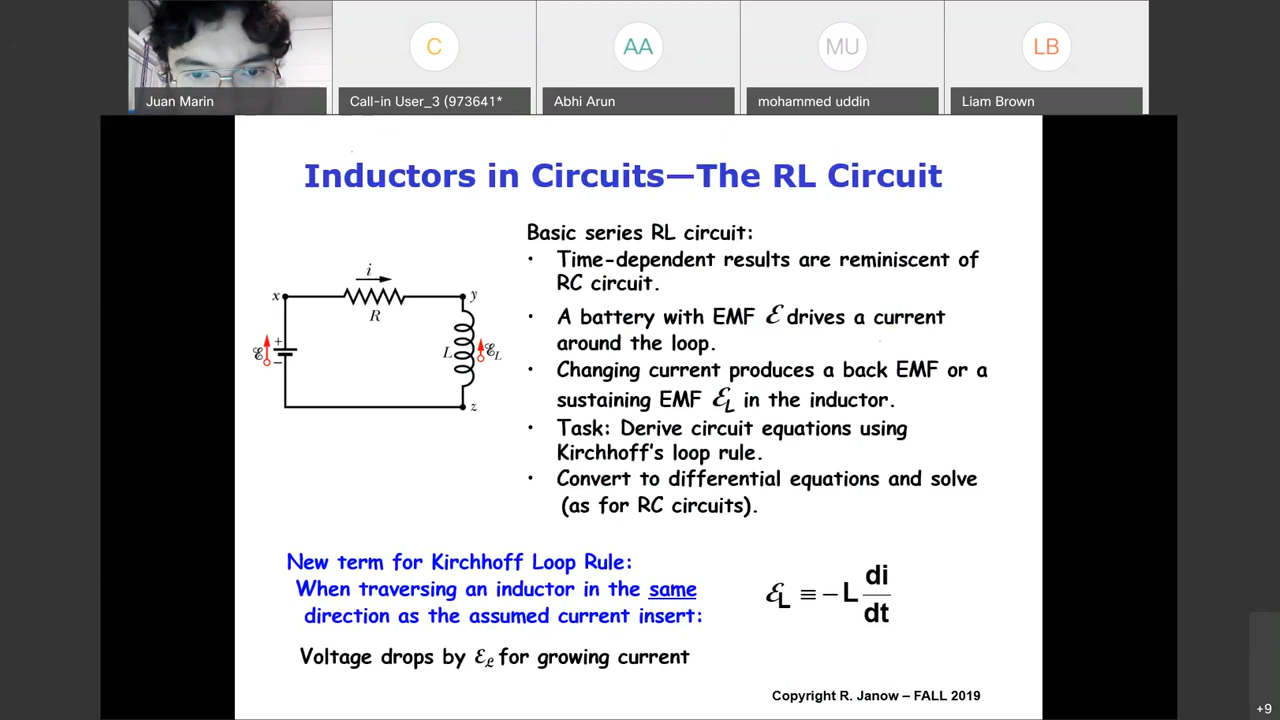 C
AA
MU
LB
Juan Marin
Call-in User_3 (973641*
Abhi Arun
mohammed uddin
Liam Brown
Inductors in Circuits—The RL Circuit
Basic series RL circuit:
• Time-dependent results are reminiscent of
RC circuit.
• A battery with EMF ℰ drives a current
around the loop.
• Changing current produces a back EMF or a
sustaining EMF ℰL in the inductor.
• Task: Derive circuit equations using
Kirchhoff's loop rule.
• Convert to differential equations and solve
(as for RC circuits).
i
x
y
R
+
ℰ
−
L
ℰL
z
New term for Kirchhoff Loop Rule:
When traversing an inductor in the same
direction as the assumed current insert:
ℰL ≡ −L di/dt
Voltage drops by ℰL for growing current
Copyright R. Janow – FALL 2019
+9